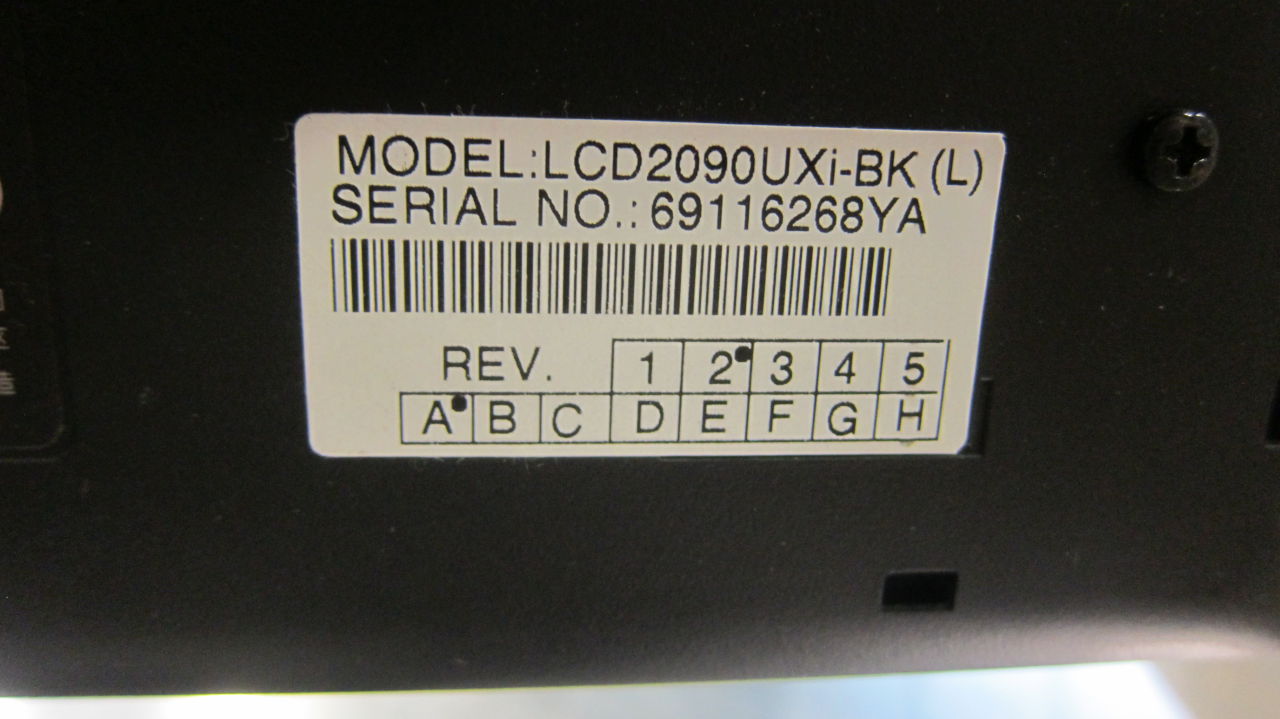 MODEL:LCD2090UXi-BK (L)
SERIAL NO.: 69116268YA
REV. 1 2 3 4 5
A B C D E F G H